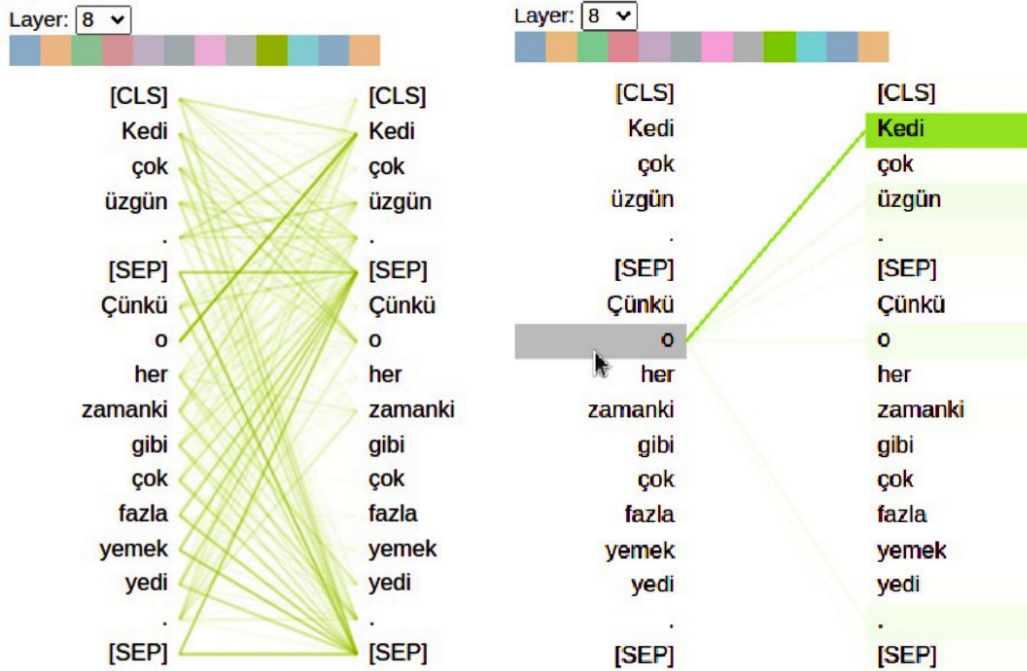 Layer: 8
[CLS] [CLS]
Kedi Kedi
çok çok
üzgün üzgün
. .
[SEP] [SEP]
Çünkü Çünkü
o o
her her
zamanki zamanki
gibi gibi
çok çok
fazla fazla
yemek yemek
yedi yedi
. .
[SEP] [SEP]
Layer: 8
[CLS] [CLS]
Kedi Kedi
çok çok
üzgün üzgün
. .
[SEP] [SEP]
Çünkü Çünkü
o o
her her
zamanki zamanki
gibi gibi
çok çok
fazla fazla
yemek yemek
yedi yedi
. .
[SEP] [SEP]